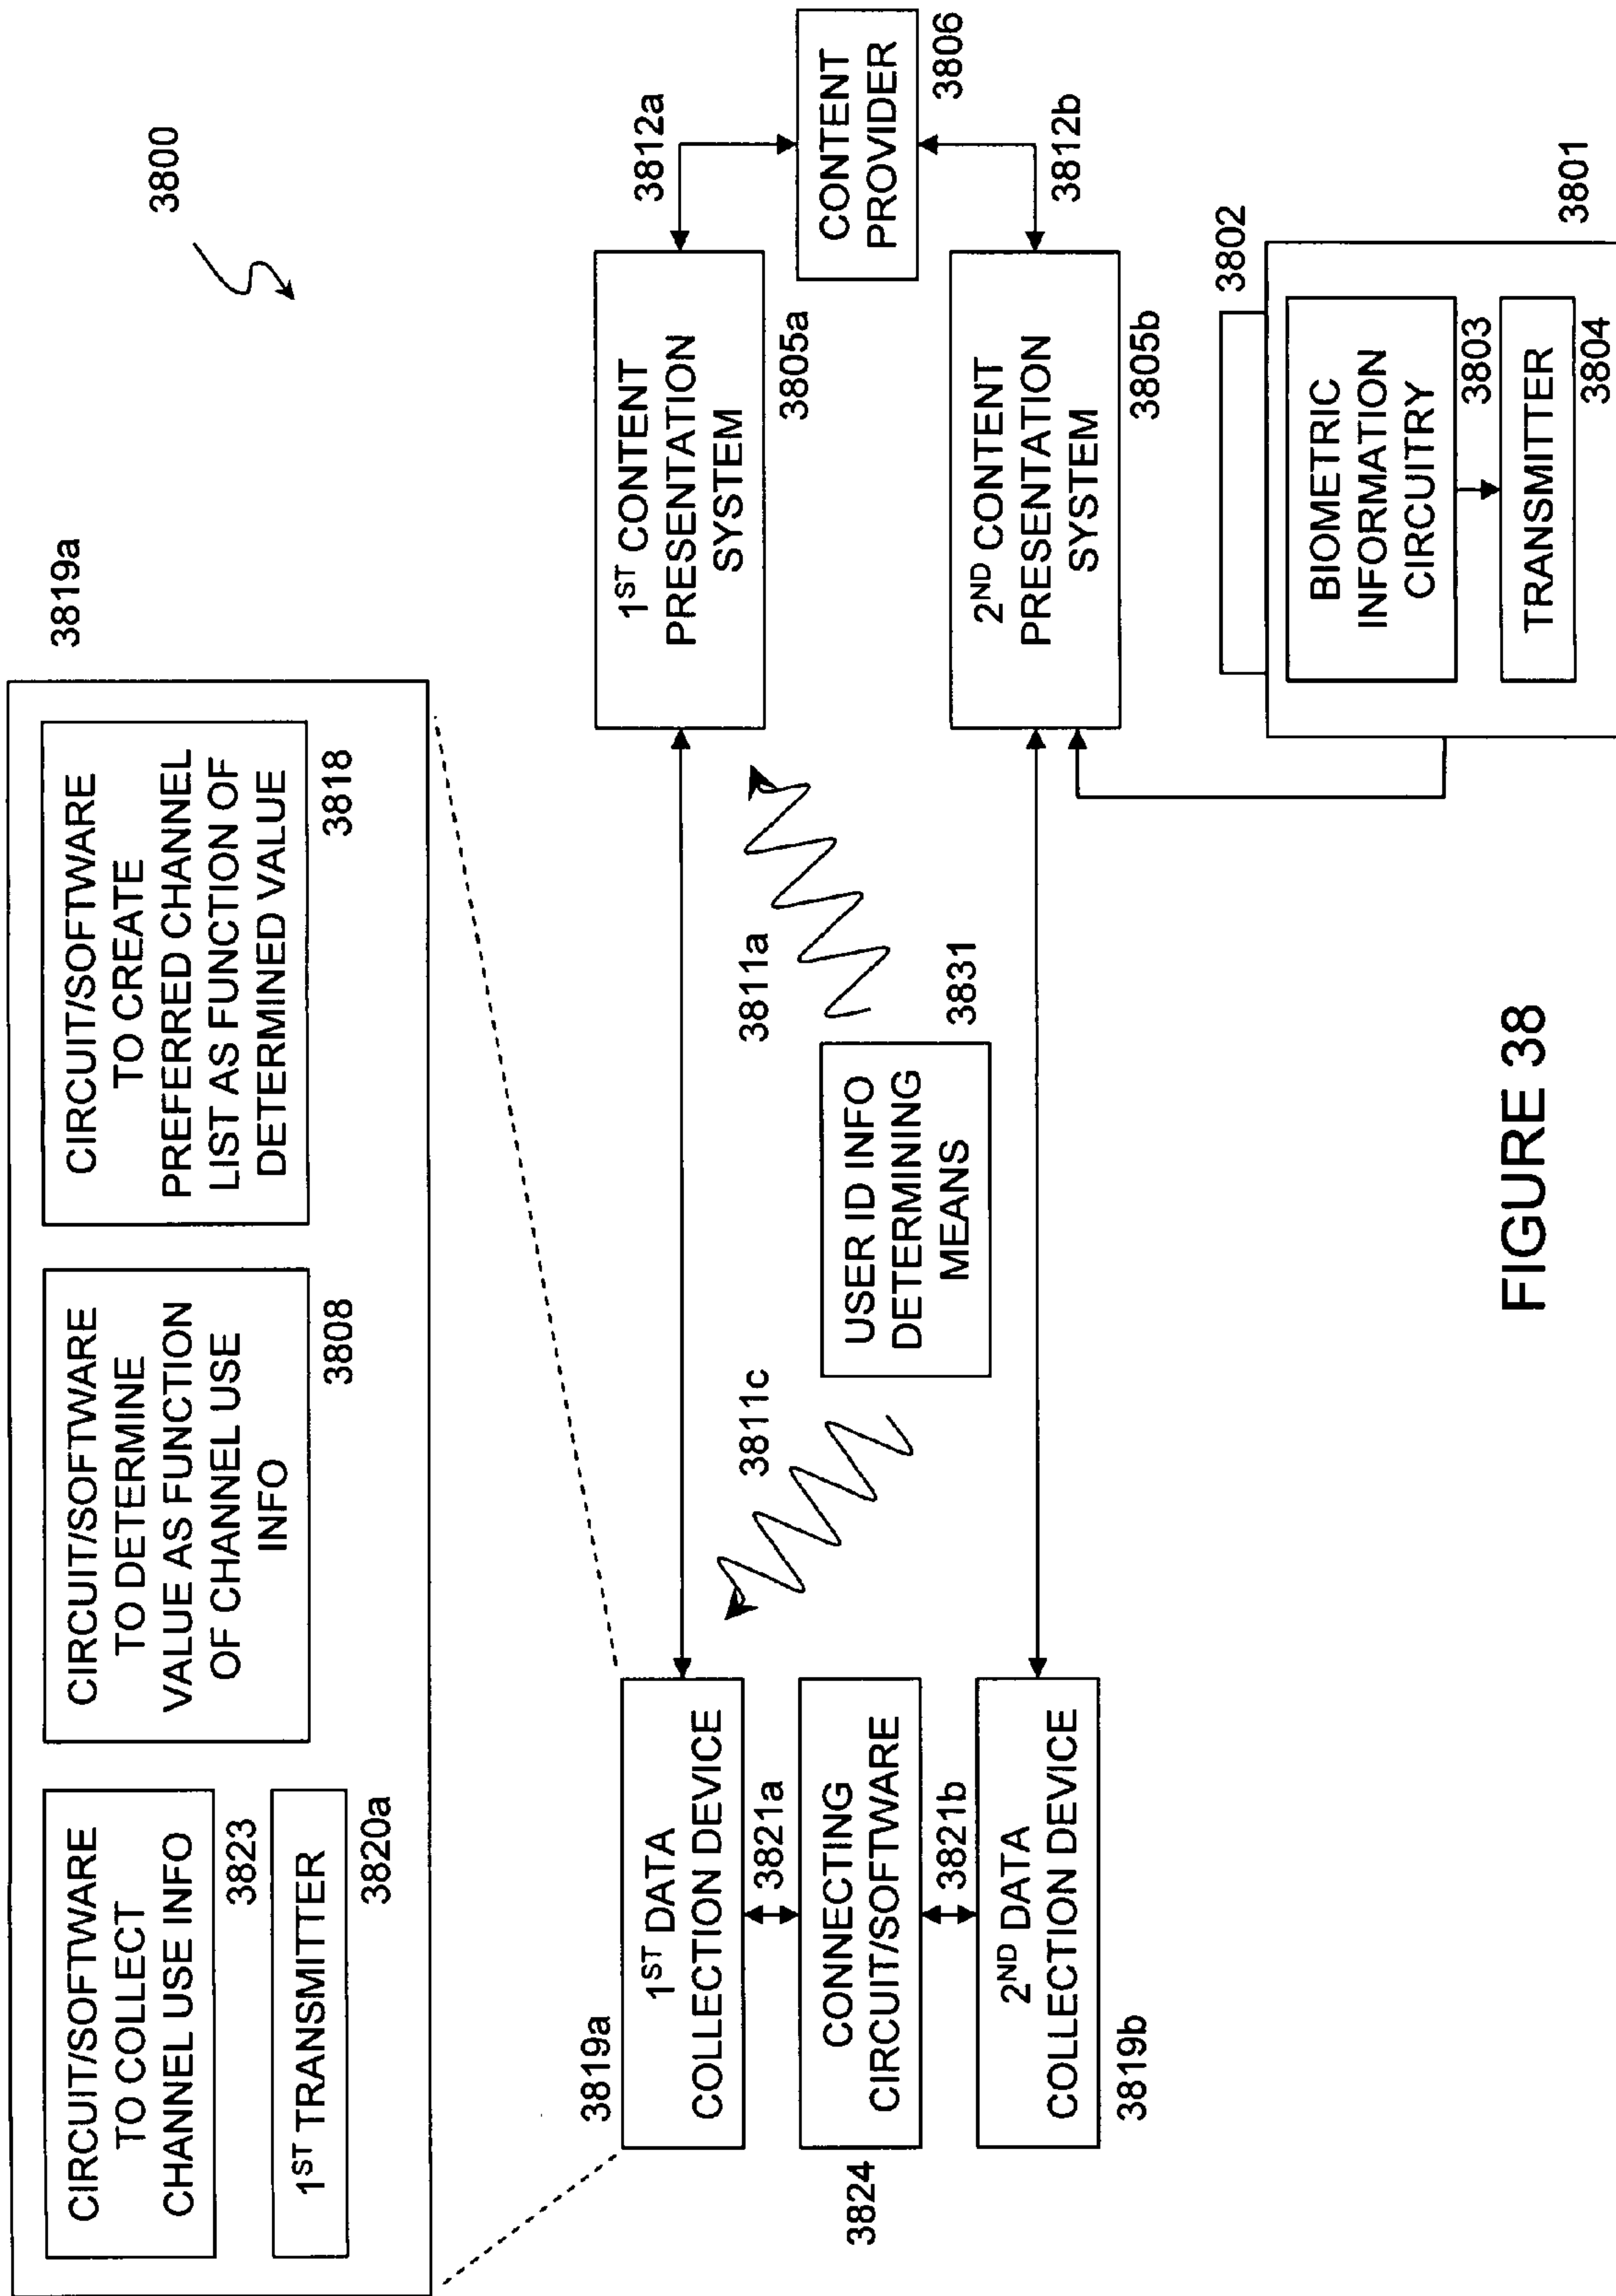 3800
3819a
CIRCUIT/SOFTWARE
TO COLLECT
CHANNEL USE INFO
3823
1ST TRANSMITTER
3820a
CIRCUIT/SOFTWARE
TO DETERMINE
VALUE AS FUNCTION
OF CHANNEL USE
INFO
3808
CIRCUIT/SOFTWARE
TO CREATE
PREFERRED CHANNEL
LIST AS FUNCTION OF
DETERMINED VALUE
3818
3819a
1ST DATA
COLLECTION DEVICE
3821a
3824
CONNECTING
CIRCUIT/SOFTWARE
3821b
2ND DATA
COLLECTION DEVICE
3819b
3811c
3811a
USER ID INFO
DETERMINING
MEANS
3831
1ST CONTENT
PRESENTATION
SYSTEM
3805a
3812a
CONTENT
PROVIDER
3806
3812b
2ND CONTENT
PRESENTATION
SYSTEM
3805b
3802
BIOMETRIC
INFORMATION
CIRCUITRY
3803
TRANSMITTER
3804
3801
FIGURE 38